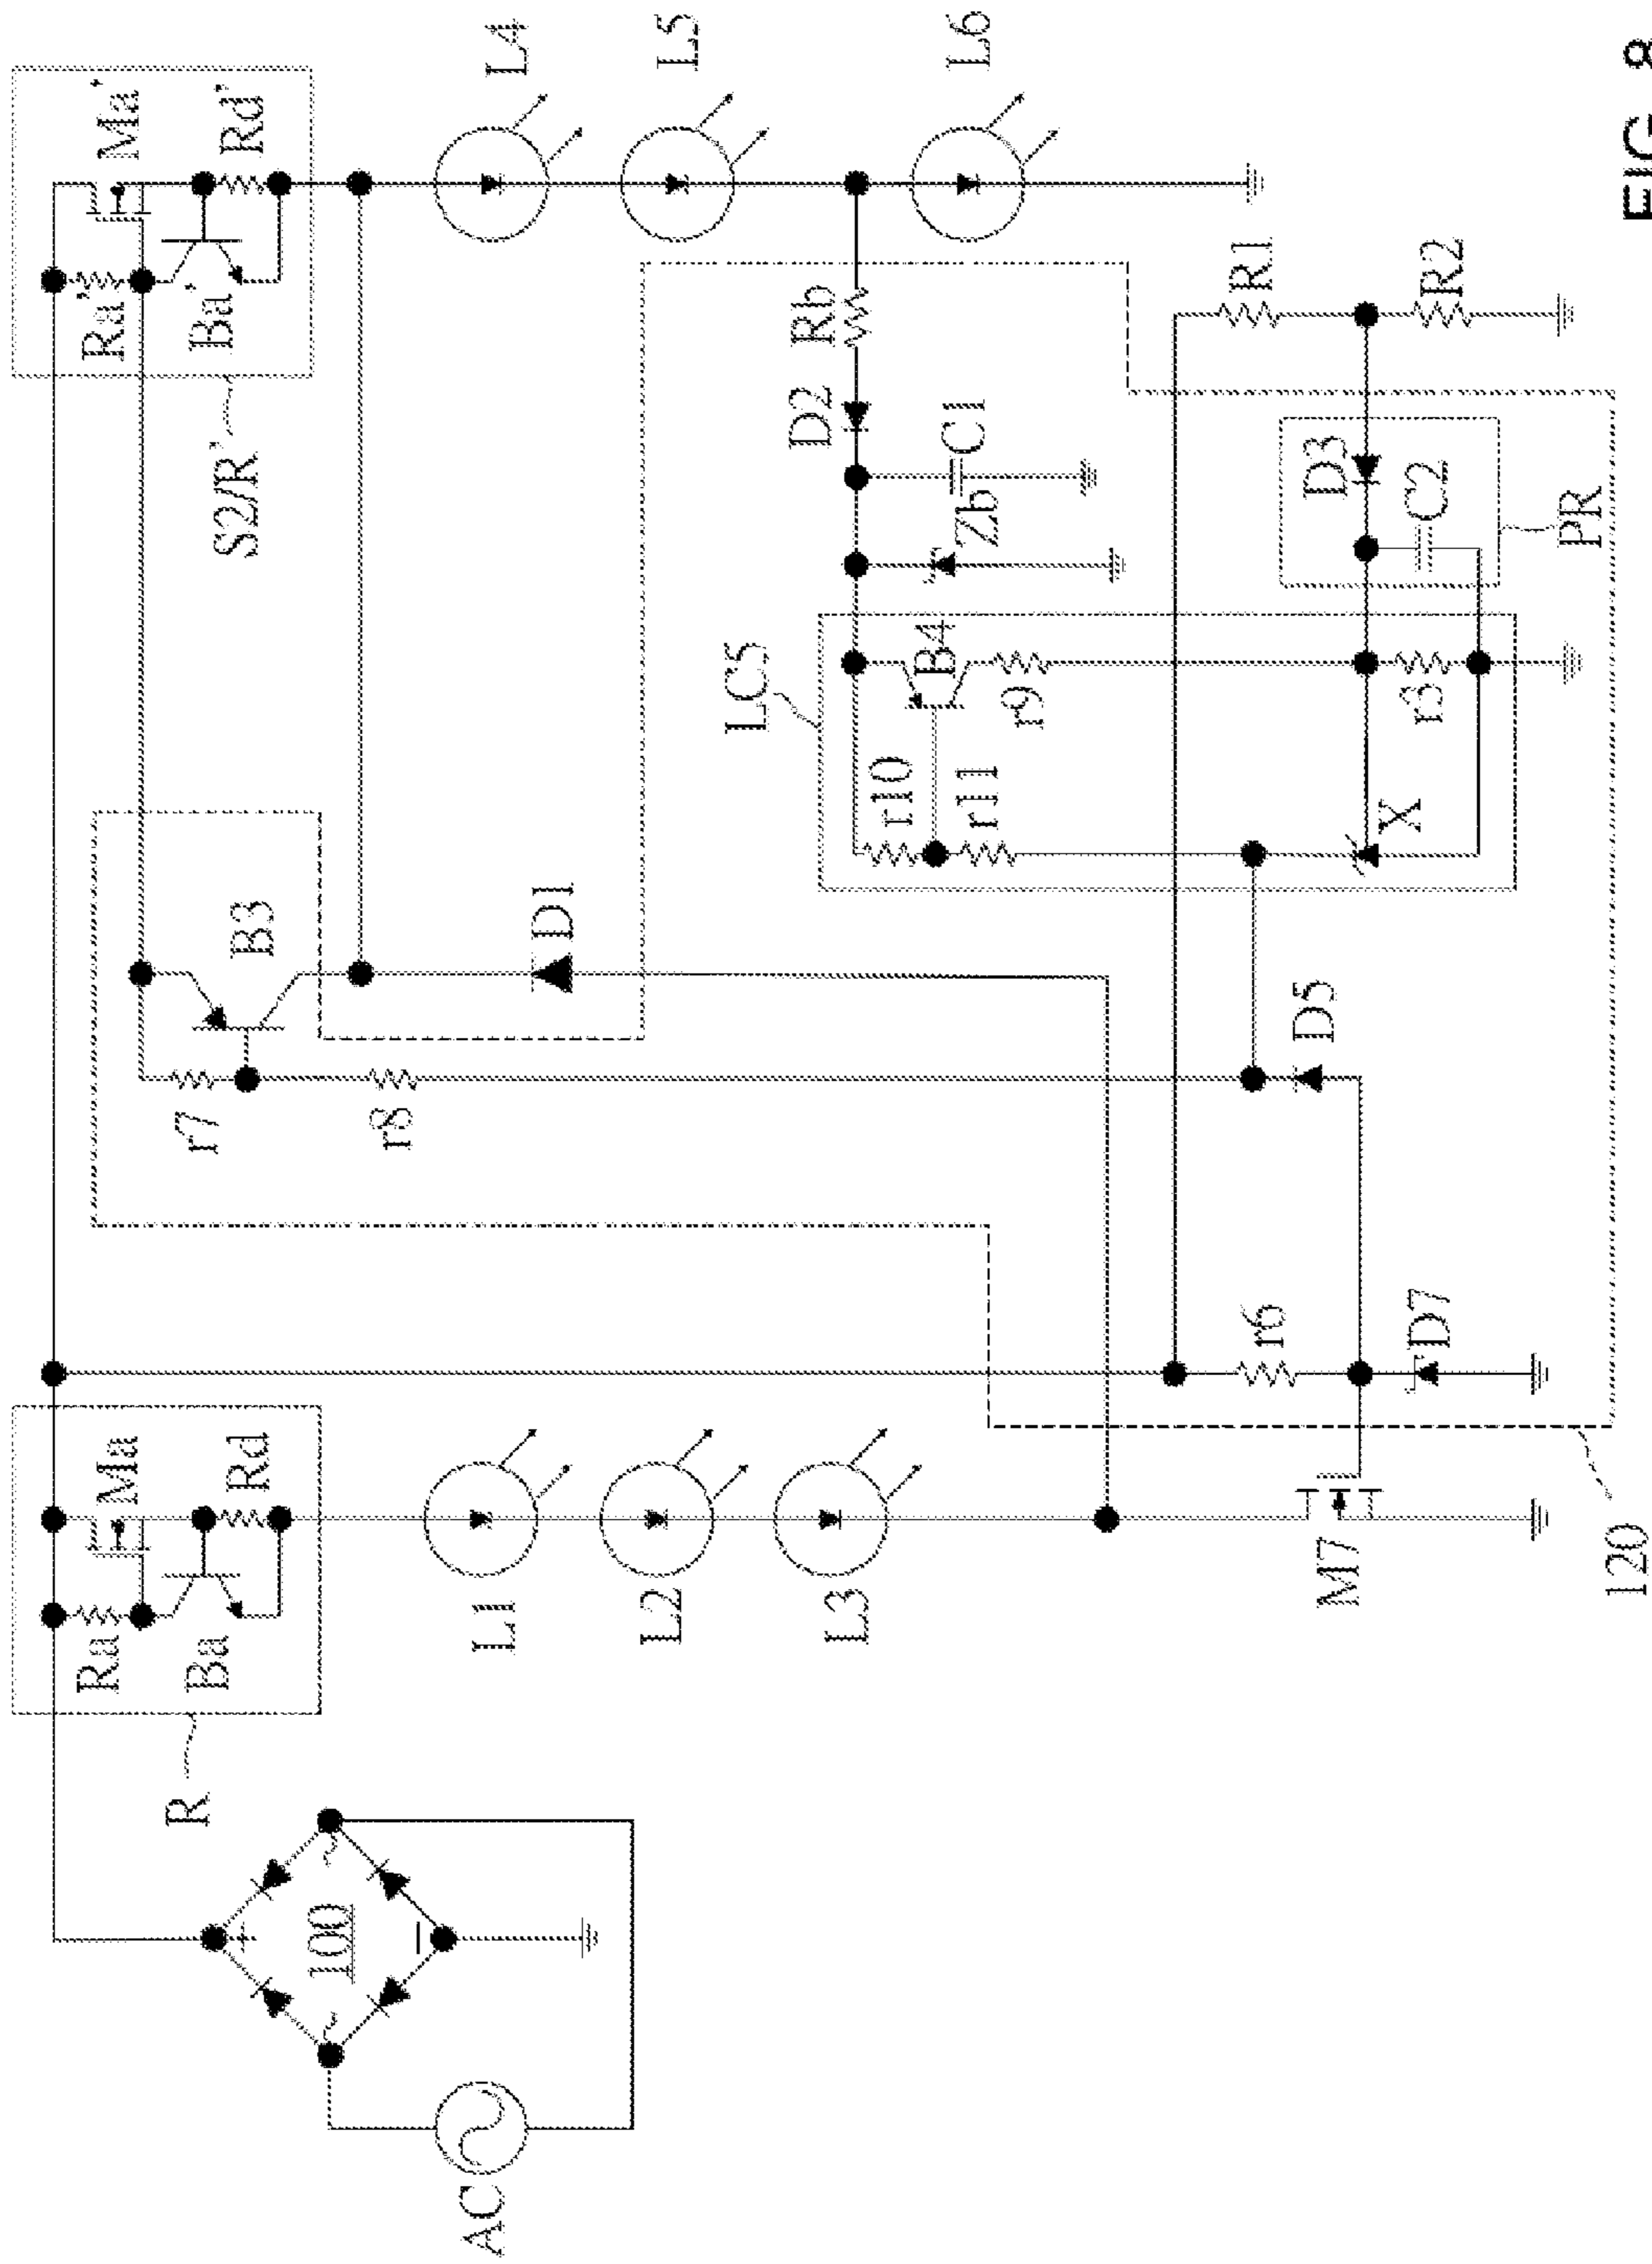 AC
100
+
−
~
~
R
Ra
Ma
Ba
Rd
L1
L2
L3
M7
120
r6
D7
r7
r8
B3
D1
D5
S2/R'
Ra'
Ma'
Ba'
Rd'
L4
L5
L6
LC5
r10
r11
B4
r9
r3
X
Zb
C1
D2
Rb
D3
C2
PR
R1
R2
FIG. 8